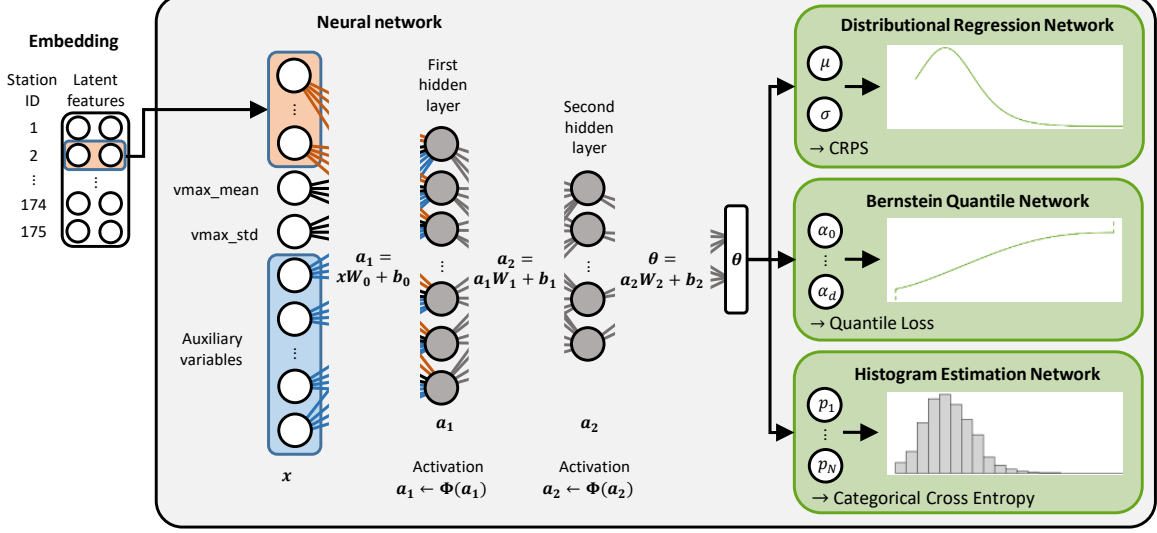 Embedding
Station
ID
Latent
features
1
2
⋮
⋮
174
175
Neural network
⋮
vmax_mean
vmax_std
Auxiliary
variables
⋮
x
a₁ =
xW₀ + b₀
First
hidden
layer
⋮
a₁
Activation
a₁ ← Φ(a₁)
a₂ =
a₁W₁ + b₁
Second
hidden
layer
⋮
a₂
Activation
a₂ ← Φ(a₂)
θ =
a₂W₂ + b₂
θ
Distributional Regression Network
μ
σ
→ CRPS
Bernstein Quantile Network
α₀
⋮
α_d
→ Quantile Loss
Histogram Estimation Network
p₁
⋮
p_N
→ Categorical Cross Entropy